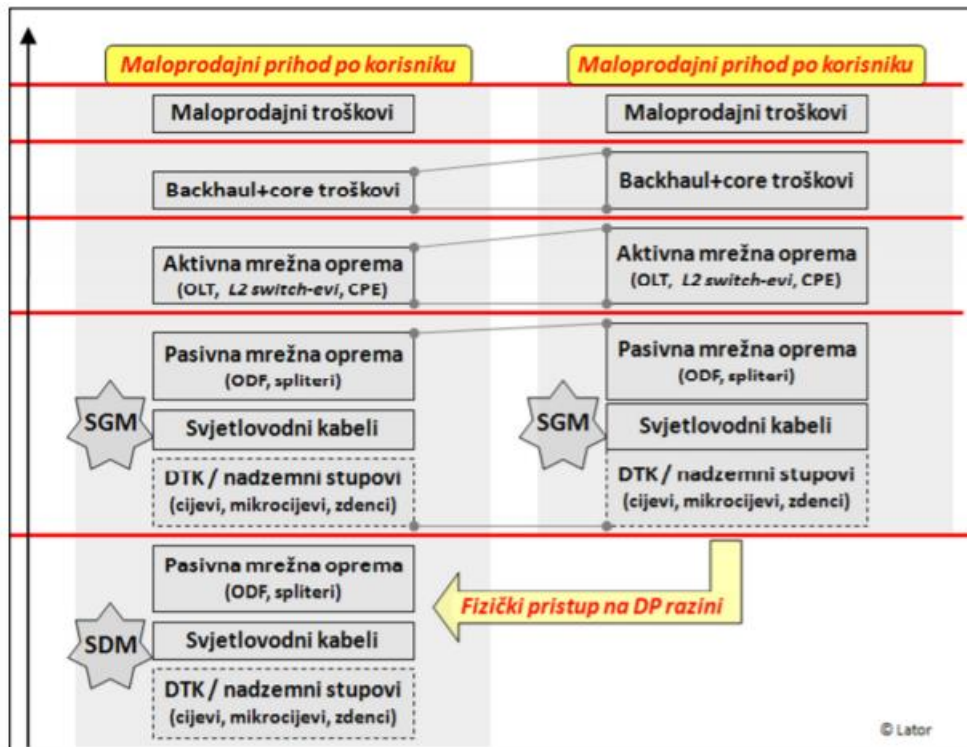 Maloprodajni prihod po korisniku
Maloprodajni troškovi
Backhaul+core troškovi
Aktivna mrežna oprema
(OLT, L2 switch-evi, CPE)
Pasivna mrežna oprema
(ODF, spliteri)
SGM
Svjetlovodni kabeli
DTK / nadzemni stupovi
(cijevi, mikrocijevi, zdenci)
Pasivna mrežna oprema
(ODF, spliteri)
SDM
Svjetlovodni kabeli
DTK / nadzemni stupovi
(cijevi, mikrocijevi, zdenci)
Maloprodajni prihod po korisniku
Maloprodajni troškovi
Backhaul+core troškovi
Aktivna mrežna oprema
(OLT, L2 switch-evi, CPE)
Pasivna mrežna oprema
(ODF, spliteri)
SGM
Svjetlovodni kabeli
DTK / nadzemni stupovi
(cijevi, mikrocijevi, zdenci)
Fizički pristup na DP razini
© Lator